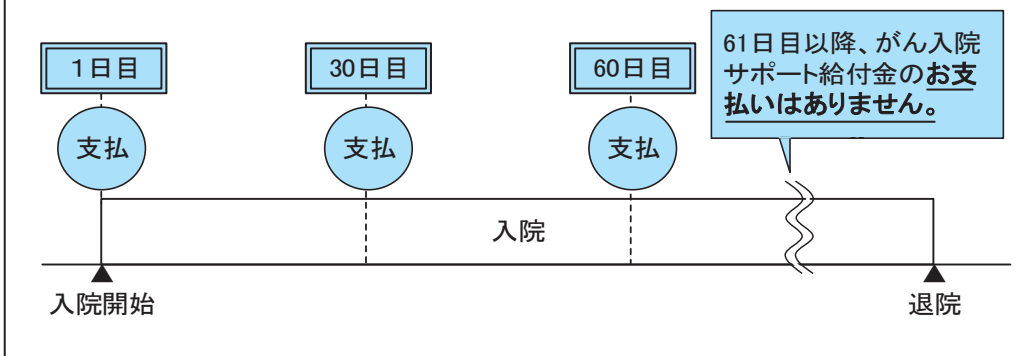 1日目
30日目
60日目
61日目以降、がん入院
サポート給付金のお支
払いはありません。
支払
支払
支払
入院
入院開始
退院